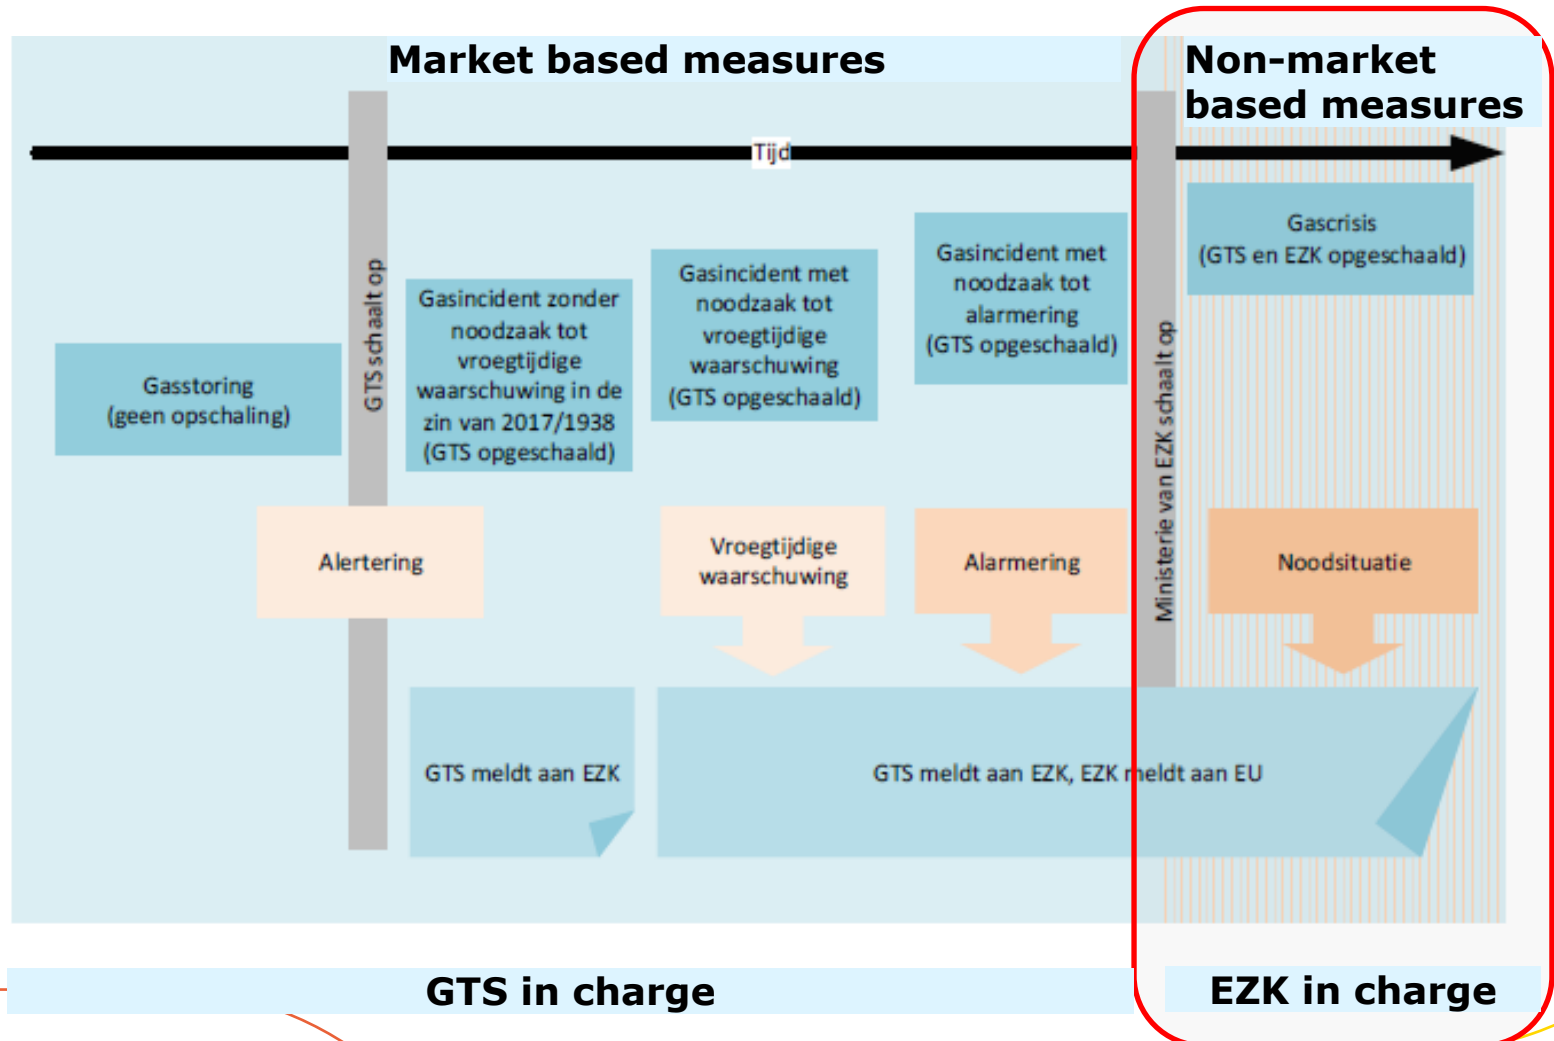 Market based measures
Non-market
based measures
Tijd
GTS schaalt op
Ministerie van EZK schaalt op
Gasstoring
(geen opschaling)
Gasincident zonder
noodzaak tot
vroegtijdige
waarschuwing in de
zin van 2017/1938
(GTS opgeschaald)
Gasincident met
noodzaak tot
vroegtijdige
waarschuwing
(GTS opgeschaald)
Gasincident met
noodzaak tot
alarmering
(GTS opgeschaald)
Gascrisis
(GTS en EZK opgeschaald)
Alertering
Vroegtijdige
waarschuwing
Alarmering
Noodsituatie
GTS meldt aan EZK
GTS meldt aan EZK, EZK meldt aan EU
GTS in charge
EZK in charge